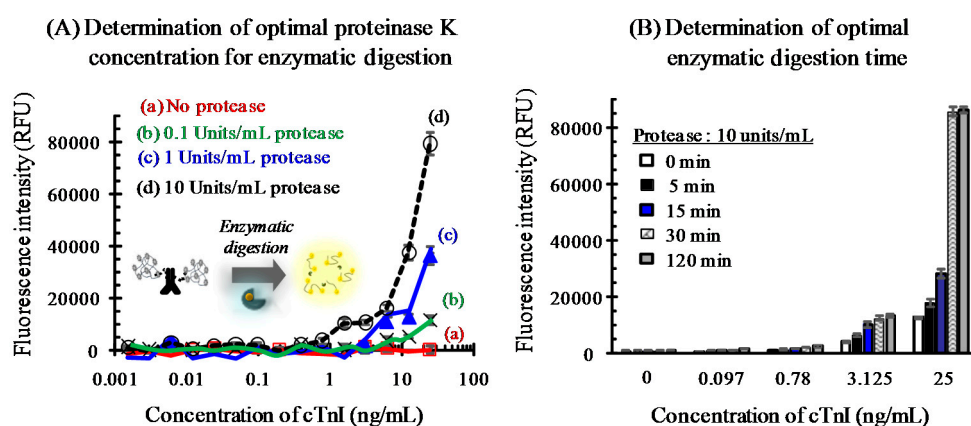 (A) Determination of optimal proteinase K
concentration for enzymatic digestion
Fluorescence intensity (RFU)
80000
60000
40000
20000
0
(a) No protease
(b) 0.1 Units/mL protease
(c) 1 Units/mL protease
(d) 10 Units/mL protease
Enzymatic
digestion
(d)
(c)
(b)
(a)
0.001 0.01 0.1 1 10 100
Concentration of cTnI (ng/mL)
(B) Determination of optimal
enzymatic digestion time
Fluorescence intensity (RFU)
80000
60000
40000
20000
0
Protease : 10 units/mL
0 min
5 min
15 min
30 min
120 min
0 0.097 0.78 3.125 25
Concentration of cTnI (ng/mL)